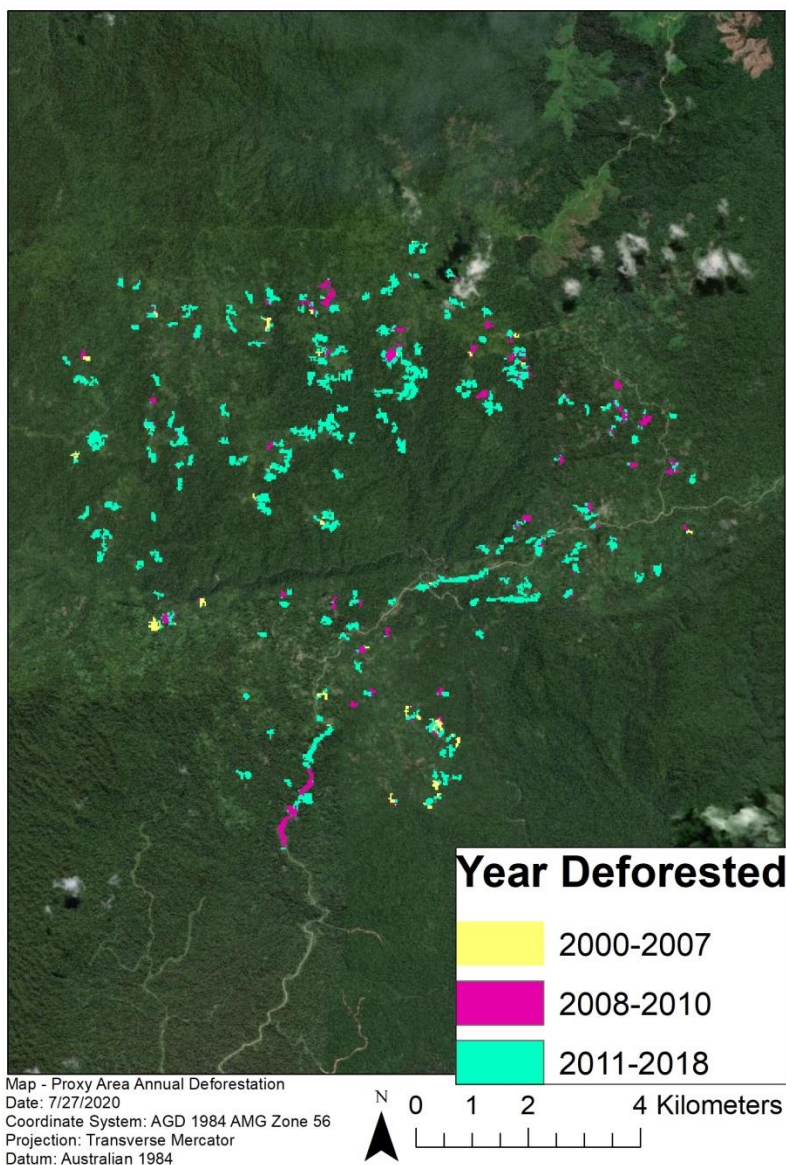 Year Deforested
2000-2007
2008-2010
2011-2018
Map - Proxy Area Annual Deforestation
Date: 7/27/2020
Coordinate System: AGD 1984 AMG Zone 56
Projection: Transverse Mercator
Datum: Australian 1984
N
0 1 2 4 Kilometers